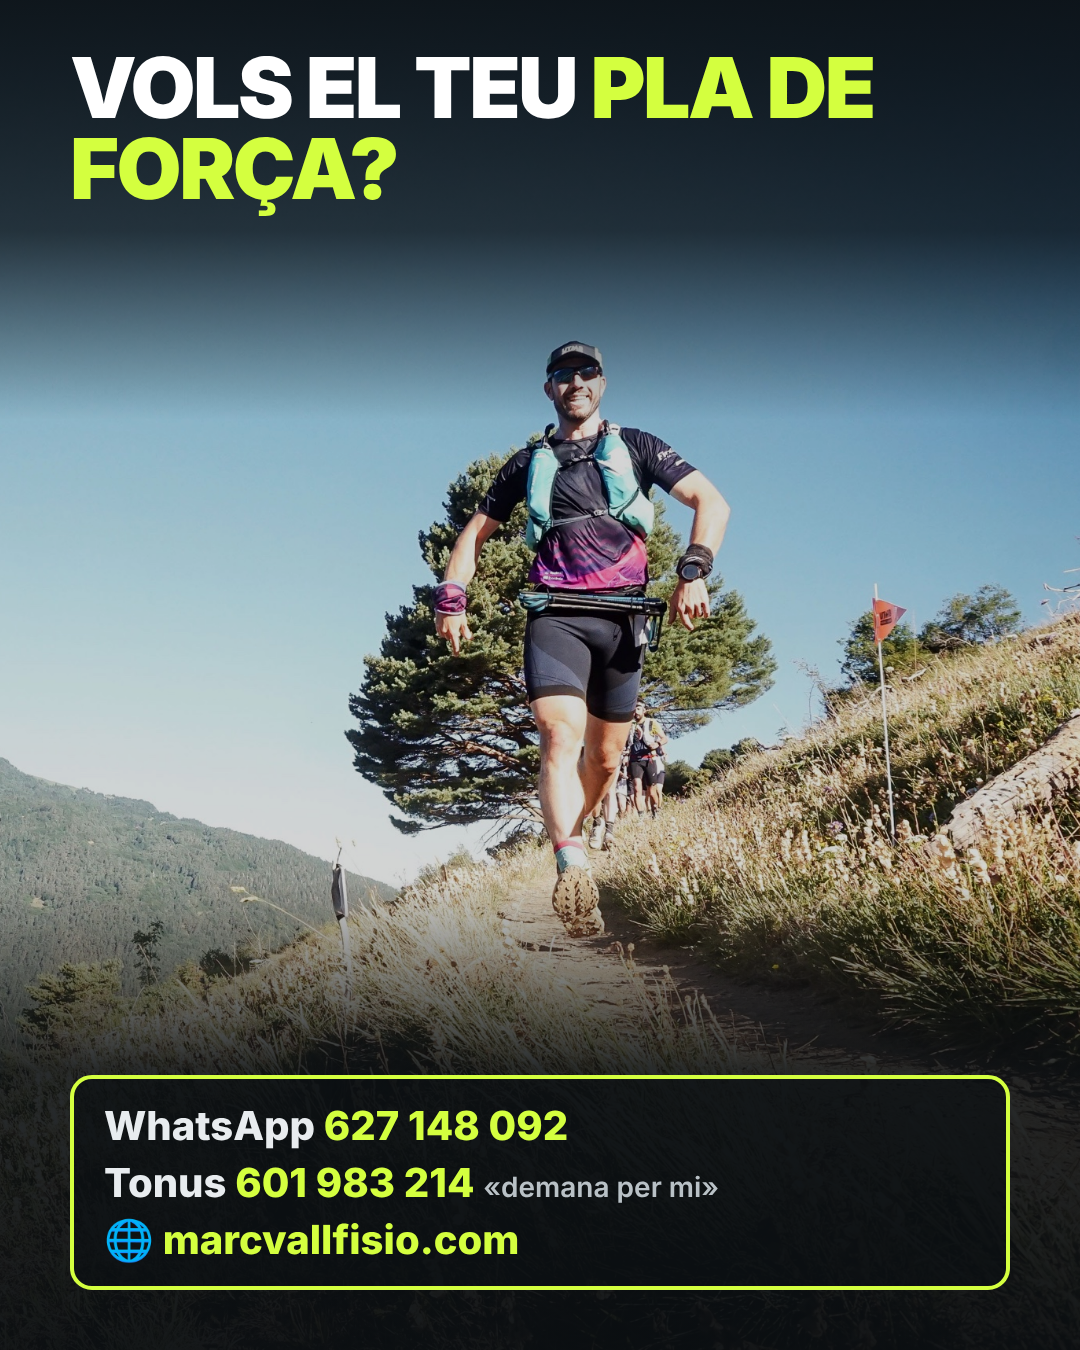 VOLS EL TEU PLA DE
FORÇA?
WhatsApp 627 148 092
Tonus 601 983 214 «demana per mi»
marcvallfisio.com